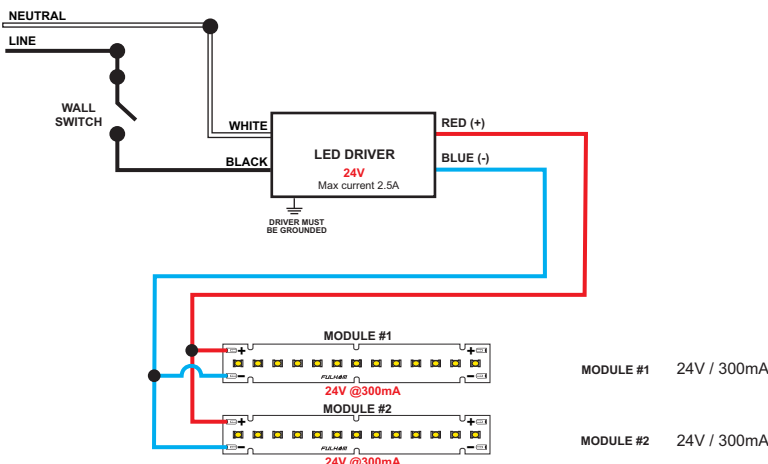 NEUTRAL
LINE
WALL
SWITCH
WHITE
BLACK
LED DRIVER
24V
Max current 2.5A
RED (+)
BLUE (-)
DRIVER MUST
BE GROUNDED
MODULE #1
+ +
- -
FULHAM
24V @300mA
MODULE #1 24V / 300mA
MODULE #2
+ +
- -
FULHAM
24V @300mA
MODULE #2 24V / 300mA